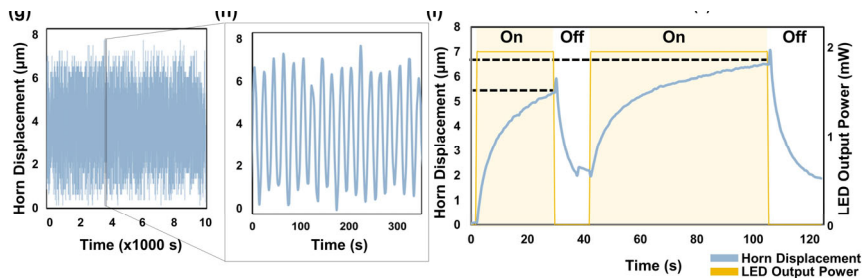 (g)
(h)
(i)
Horn Displacement (μm)
8
6
4
2
0
0 2 4 6 8 10
Time (x1000 s)
8
6
4
2
0
0 100 200 300
Time (s)
On Off On Off
Horn Displacement (μm)
8
7
6
5
4
3
2
1
0
0 20 40 60 80 100 120
Time (s)
2
1
0
LED Output Power (mW)
Horn Displacement
LED Output Power